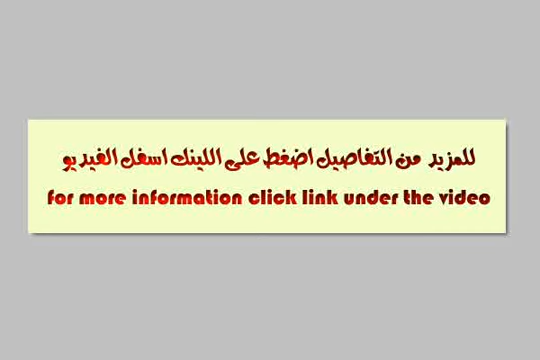 للمزيد من التفاصيل اضغط على اللينك اسفل الفيديو
for more information click link under the video